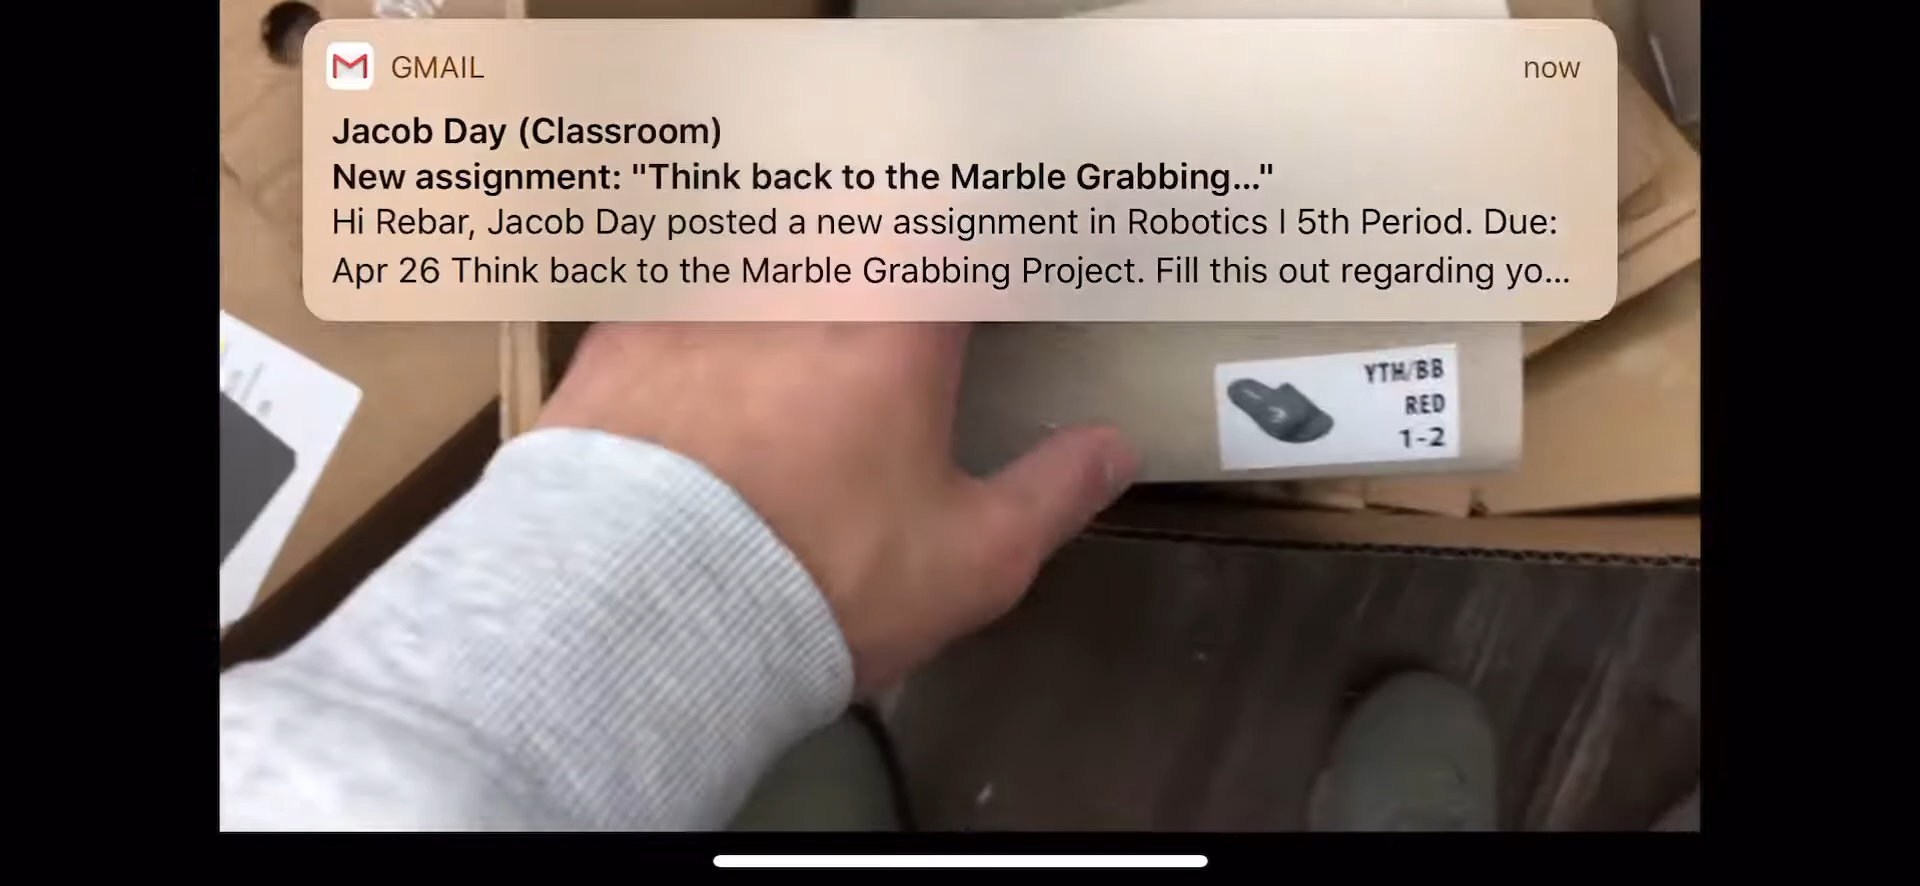 GMAIL
now
Jacob Day (Classroom)
New assignment: "Think back to the Marble Grabbing..."
Hi Rebar, Jacob Day posted a new assignment in Robotics I 5th Period. Due:
Apr 26 Think back to the Marble Grabbing Project. Fill this out regarding yo...
YTH/BB
RED
1-2